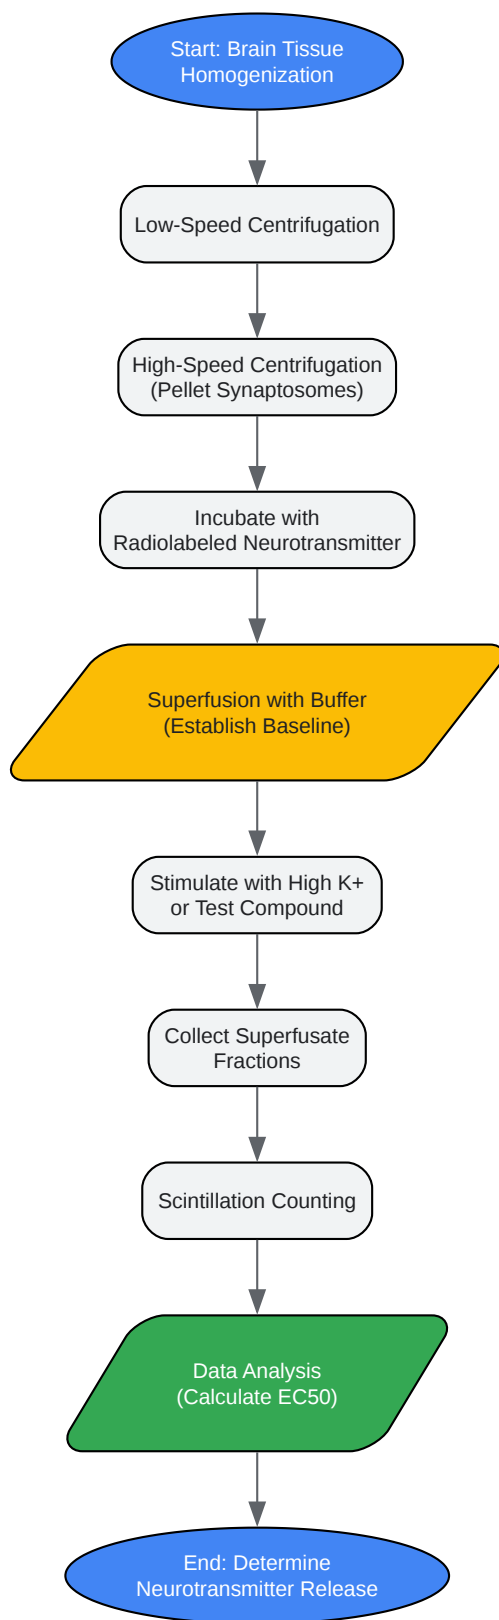 Start: Brain Tissue
Homogenization
Low-Speed Centrifugation
High-Speed Centrifugation
(Pellet Synaptosomes)
Incubate with
Radiolabeled Neurotransmitter
Superfusion with Buffer
(Establish Baseline)
Stimulate with High K+
or Test Compound
Collect Superfusate
Fractions
Scintillation Counting
Data Analysis
(Calculate EC50)
End: Determine
Neurotransmitter Release